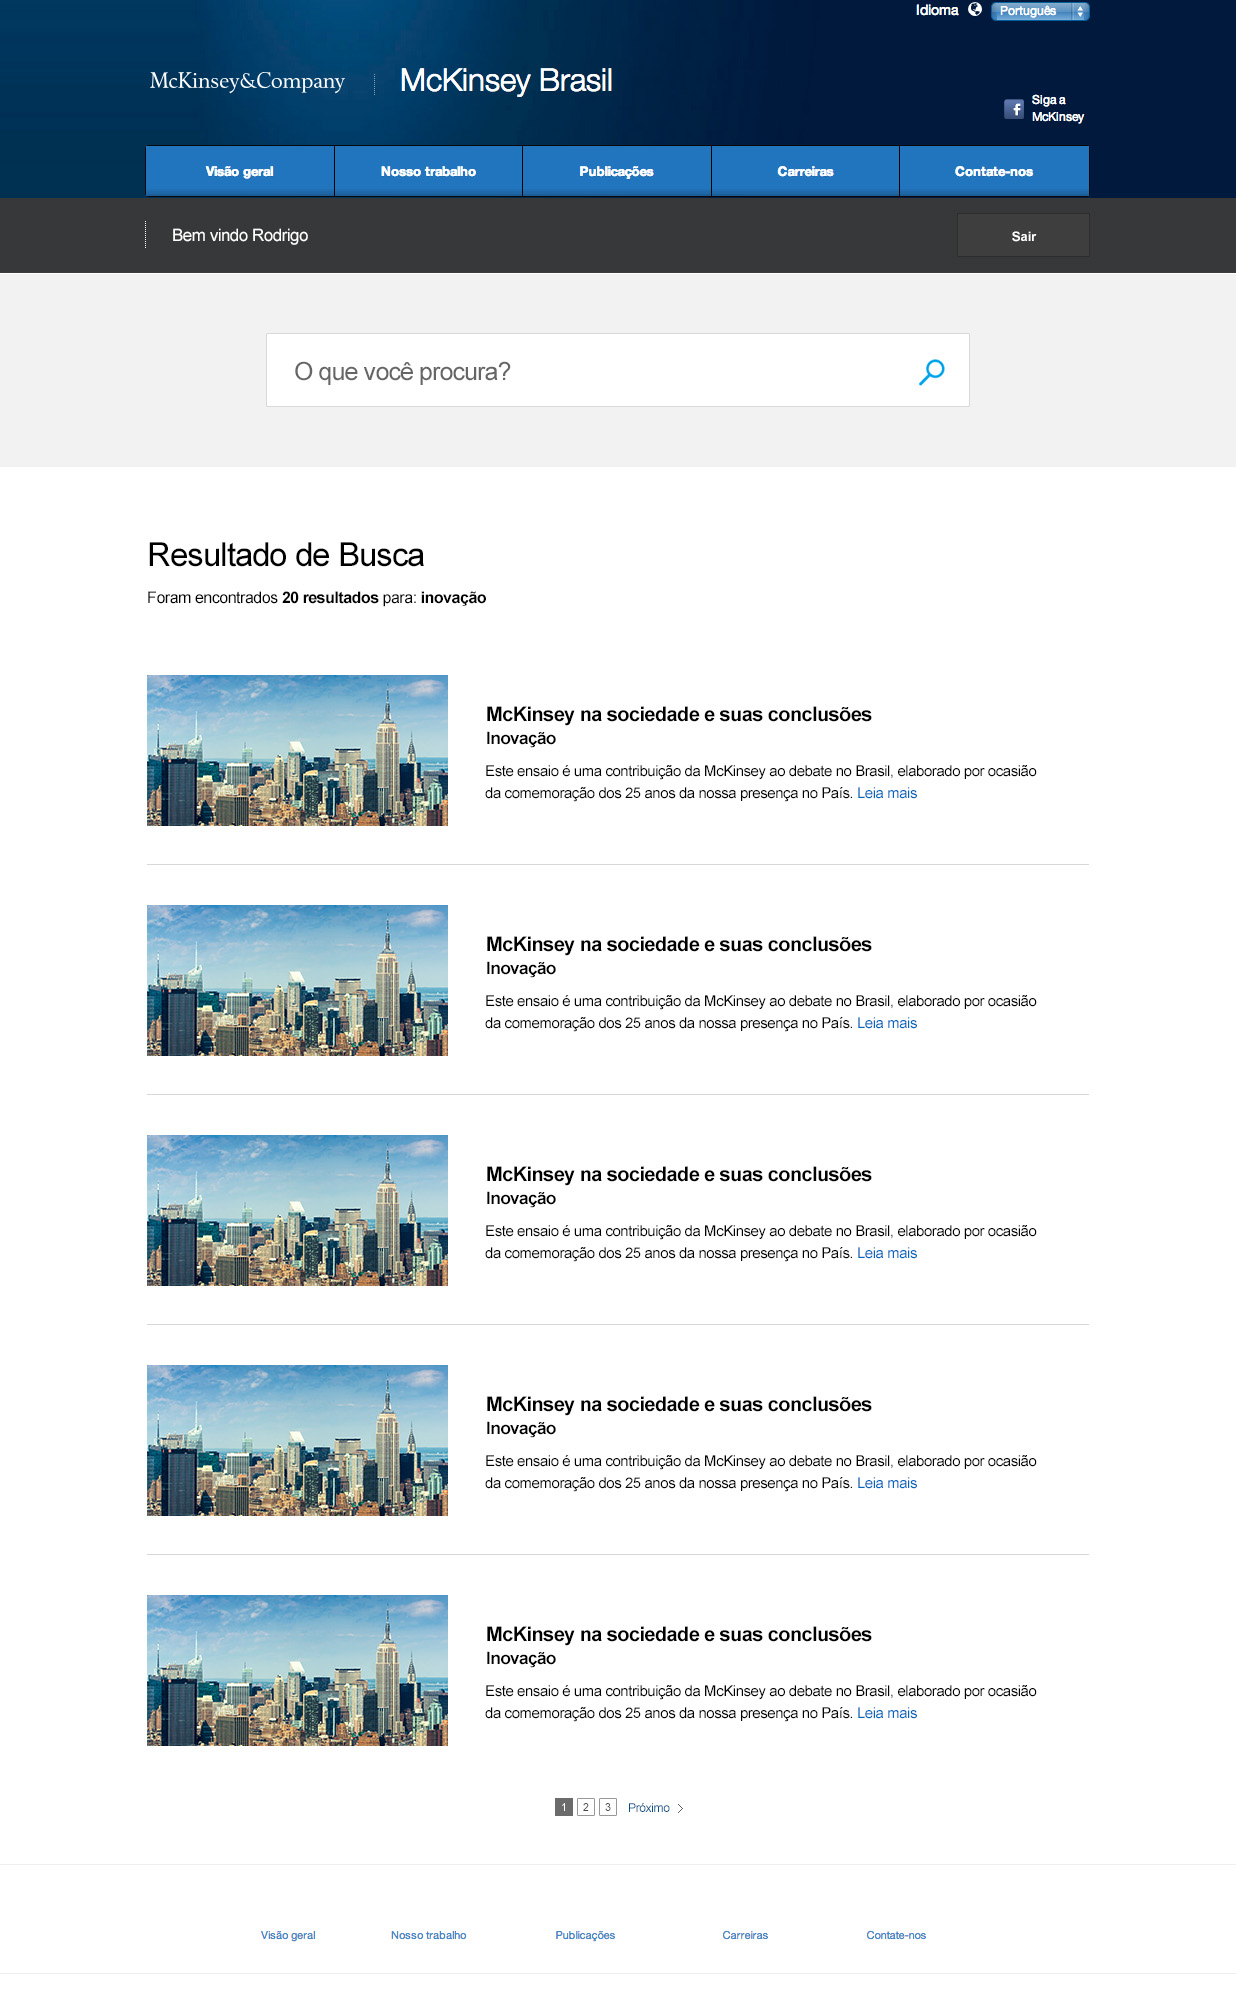 Idioma Português
McKinsey&Company McKinsey Brasil
Siga a
McKinsey
Visão geral Nosso trabalho Publicações Carreiras Contate-nos
Bem vindo Rodrigo Sair
O que você procura?
Resultado de Busca
Foram encontrados 20 resultados para: inovação
McKinsey na sociedade e suas conclusões
Inovação
Este ensaio é uma contribuição da McKinsey ao debate no Brasil, elaborado por ocasião
da comemoração dos 25 anos da nossa presença no País. Leia mais
McKinsey na sociedade e suas conclusões
Inovação
Este ensaio é uma contribuição da McKinsey ao debate no Brasil, elaborado por ocasião
da comemoração dos 25 anos da nossa presença no País. Leia mais
McKinsey na sociedade e suas conclusões
Inovação
Este ensaio é uma contribuição da McKinsey ao debate no Brasil, elaborado por ocasião
da comemoração dos 25 anos da nossa presença no País. Leia mais
McKinsey na sociedade e suas conclusões
Inovação
Este ensaio é uma contribuição da McKinsey ao debate no Brasil, elaborado por ocasião
da comemoração dos 25 anos da nossa presença no País. Leia mais
McKinsey na sociedade e suas conclusões
Inovação
Este ensaio é uma contribuição da McKinsey ao debate no Brasil, elaborado por ocasião
da comemoração dos 25 anos da nossa presença no País. Leia mais
1 2 3 Próximo
Visão geral Nosso trabalho Publicações Carreiras Contate-nos